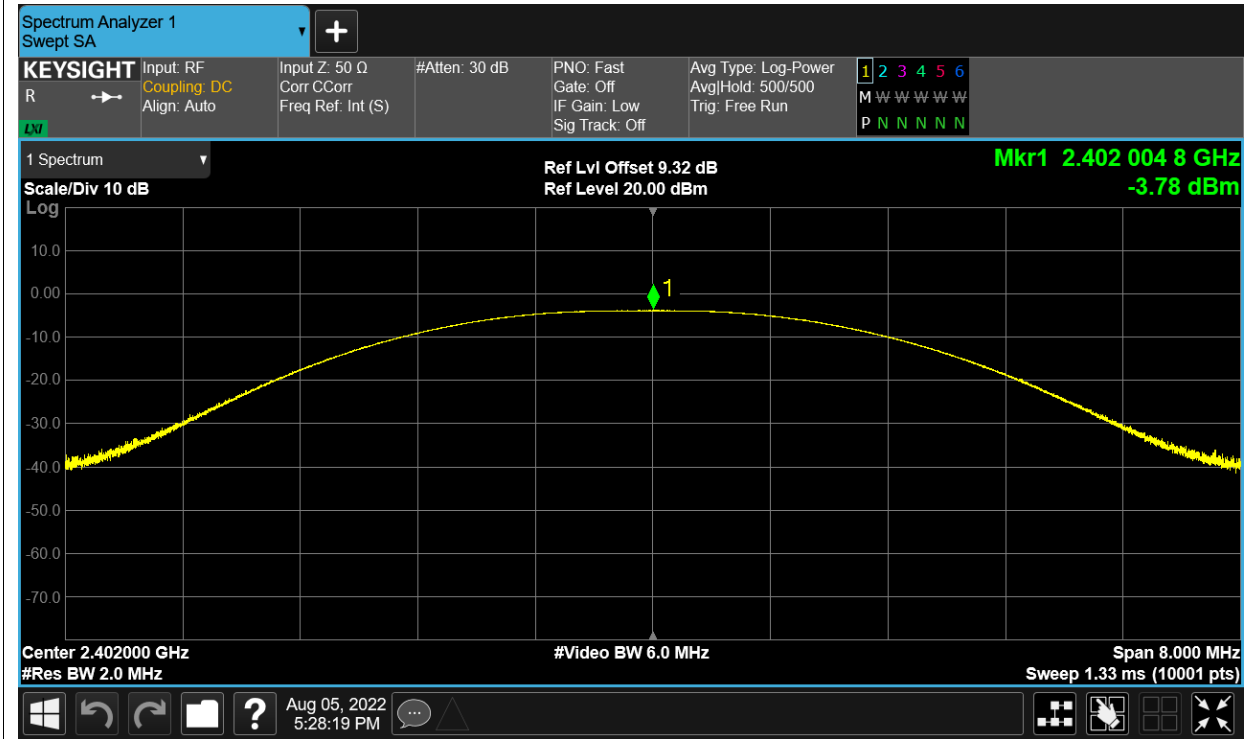 Spectrum Analyzer 1
Swept SA
+
KEYSIGHT
R
LXI
Input: RF
Coupling: DC
Align: Auto
Input Z: 50 Ω
Corr CCorr
Freq Ref: Int (S)
#Atten: 30 dB
PNO: Fast
Gate: Off
IF Gain: Low
Sig Track: Off
Avg Type: Log-Power
Avg|Hold: 500/500
Trig: Free Run
1 2 3 4 5 6
M W W W W W W
P N N N N N N
1 Spectrum
Scale/Div 10 dB
Ref Lvl Offset 9.32 dB
Ref Level 20.00 dBm
Mkr1 2.402 004 8 GHz
-3.78 dBm
Log
10.0
0.00
-10.0
-20.0
-30.0
-40.0
-50.0
-60.0
-70.0
1
Center 2.402000 GHz
#Video BW 6.0 MHz
Span 8.000 MHz
#Res BW 2.0 MHz
Sweep 1.33 ms (10001 pts)
?
Aug 05, 2022
5:28:19 PM